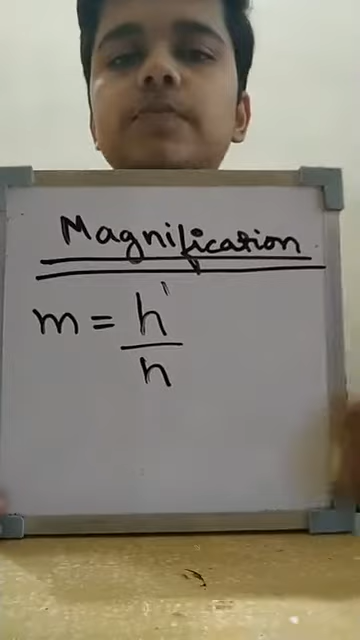 Magnification
m = h'
h